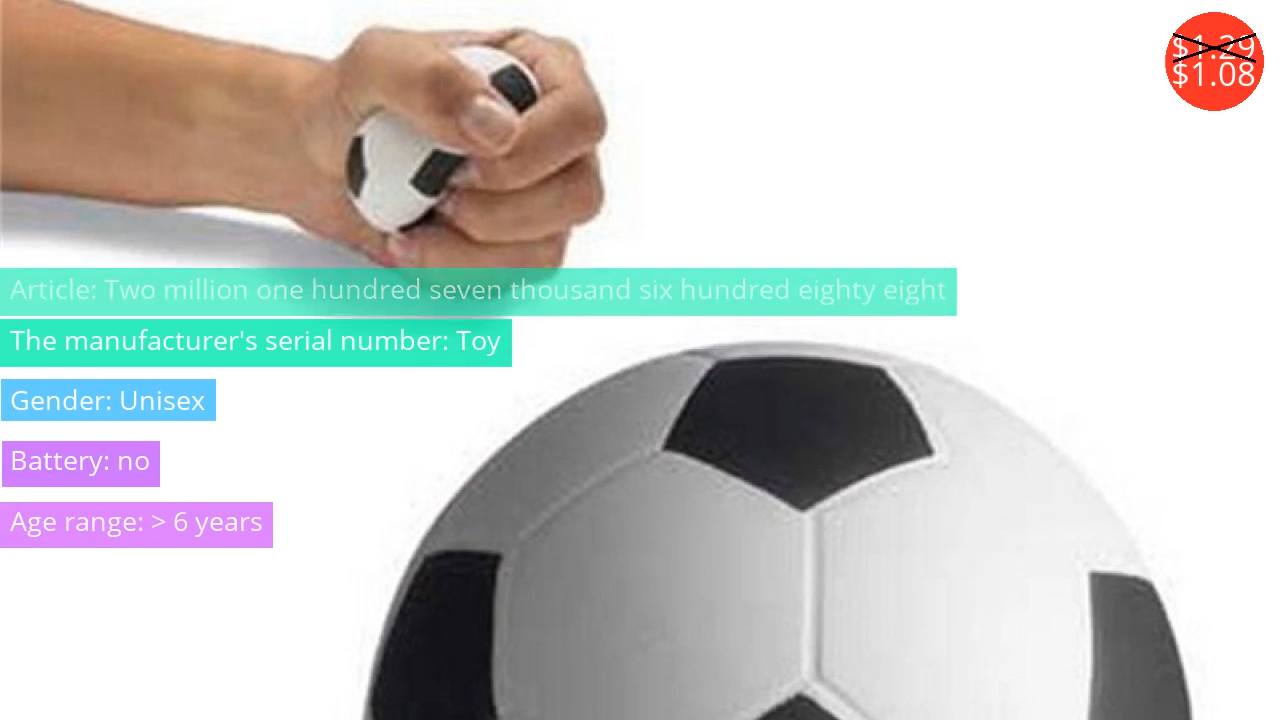 $1.29
$1.08
Article: Two million one hundred seven thousand six hundred eighty eight
The manufacturer's serial number: Toy
Gender: Unisex
Battery: no
Age range: > 6 years